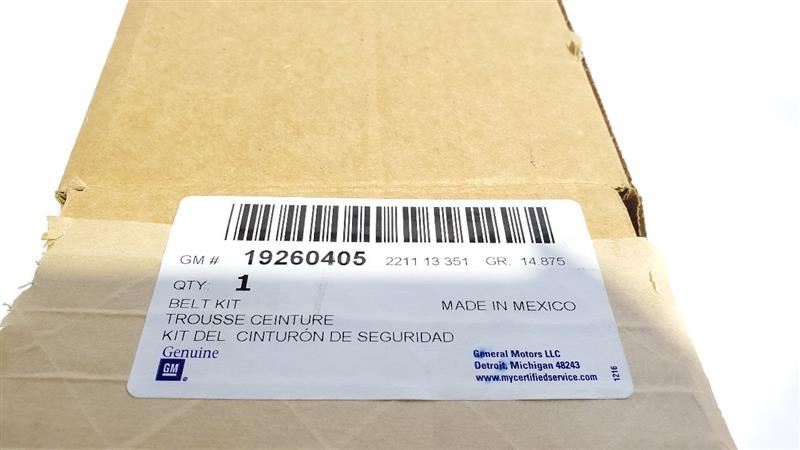 GM # 19260405 2211 13 351 GR. 14.875
QTY: 1
BELT KIT MADE IN MEXICO
TROUSSE CEINTURE
KIT DEL CINTURÓN DE SEGURIDAD
Genuine
GM
General Motors LLC
Detroit, Michigan 48243
www.mycertifiedservice.com
1216